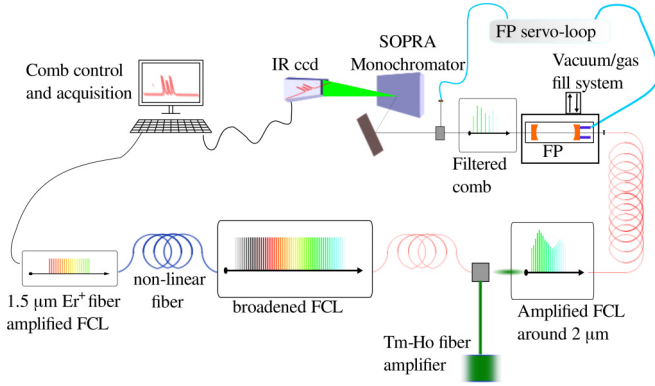 FP servo-loop
SOPRA
Monochromator
IR ccd
Vacuum/gas
fill system
Comb control
and acquisition
Filtered
comb
FP
1.5 µm Er⁺ fiber
amplified FCL
non-linear
fiber
broadened FCL
Tm-Ho fiber
amplifier
Amplified FCL
around 2 µm